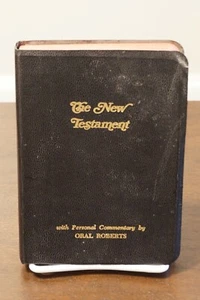 The New
Testament
with Personal Commentary by
ORAL ROBERTS